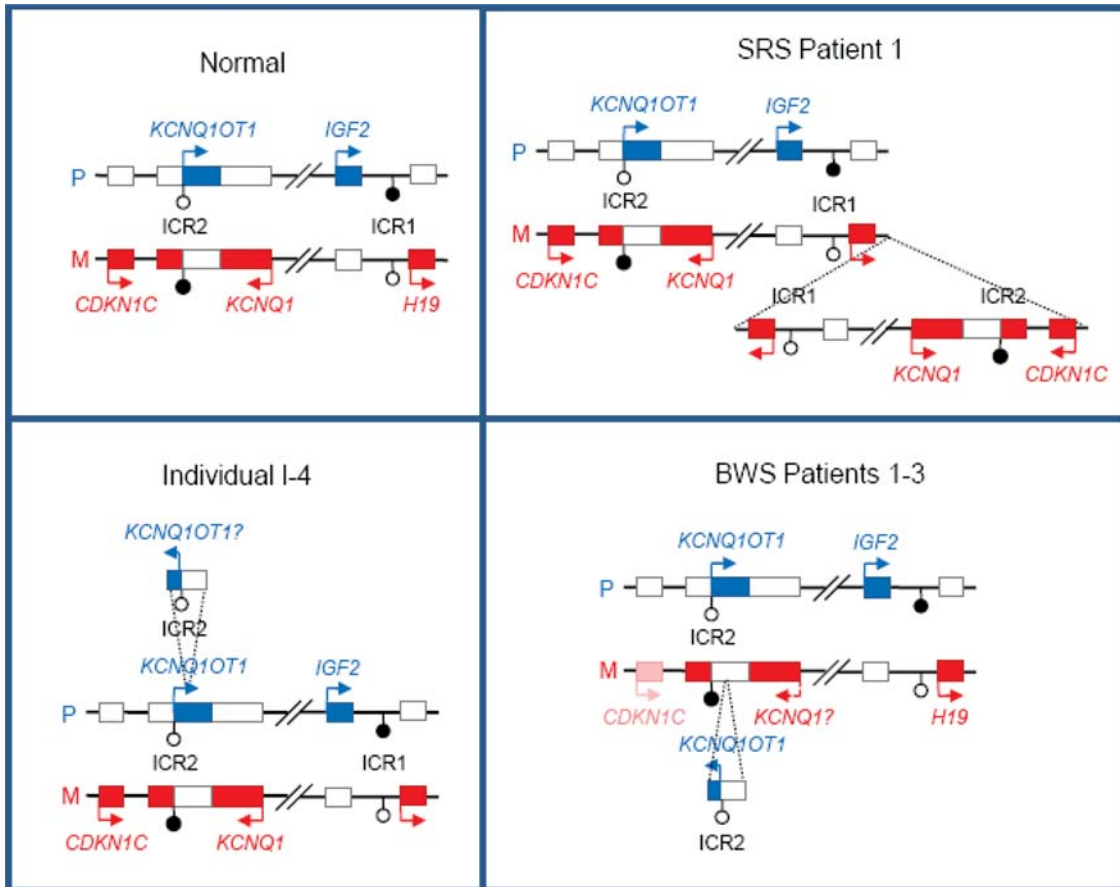 Normal
KCNQ1OT1 IGF2
P
ICR2 ICR1
M
CDKN1C KCNQ1 H19
SRS Patient 1
KCNQ1OT1 IGF2
P
ICR2 ICR1
M
CDKN1C KCNQ1
ICR1 ICR2
KCNQ1 CDKN1C
Individual I-4
KCNQ1OT1?
ICR2
KCNQ1OT1 IGF2
P
ICR2 ICR1
M
CDKN1C KCNQ1
BWS Patients 1-3
KCNQ1OT1 IGF2
P
ICR2
M
CDKN1C KCNQ1? H19
KCNQ1OT1
ICR2